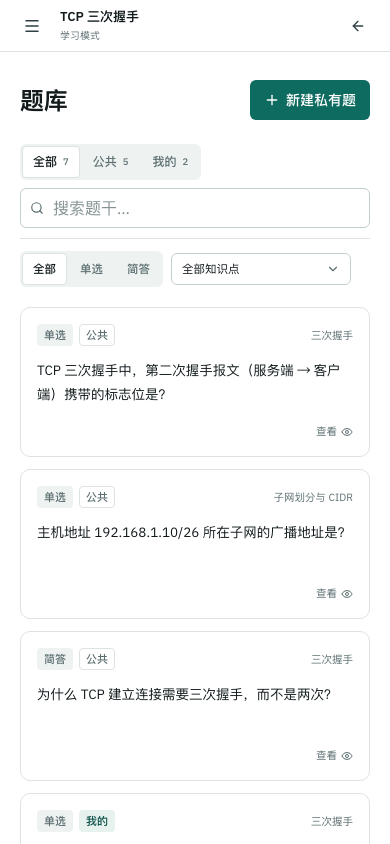 TCP 三次握手
学习模式
题库
新建私有题
全部 7 公共 5 我的 2
搜索题干...
全部 单选 简答 全部知识点
单选 公共 三次握手
TCP 三次握手中，第二次握手报文（服务端 → 客户
端）携带的标志位是？
查看
单选 公共 子网划分与 CIDR
主机地址 192.168.1.10/26 所在子网的广播地址是？
查看
简答 公共 三次握手
为什么 TCP 建立连接需要三次握手，而不是两次？
查看
单选 我的 三次握手